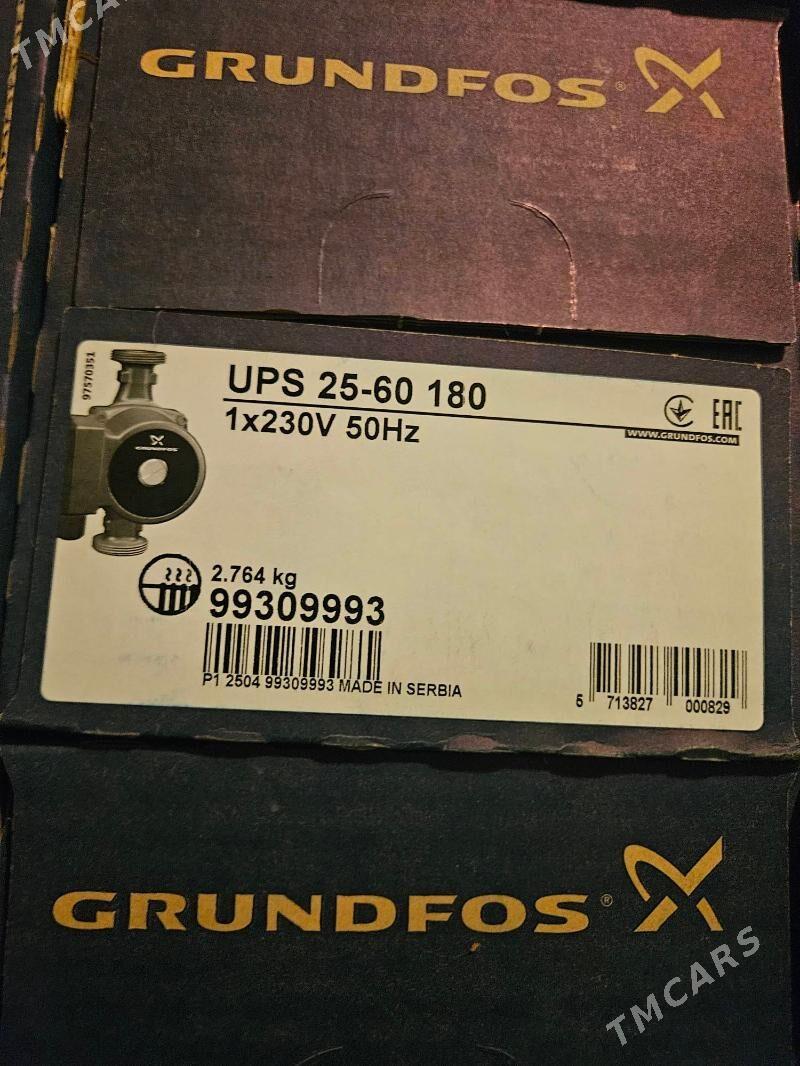 TMCARS
GRUNDFOS®
97570351
UPS 25-60 180
1x230V 50Hz
EAC
WWW.GRUNDFOS.COM
GRUNDFOS
2.764 kg
99309993
P1 2504 99309993 MADE IN SERBIA
5 713827 000829
GRUNDFOS®
TMCARS